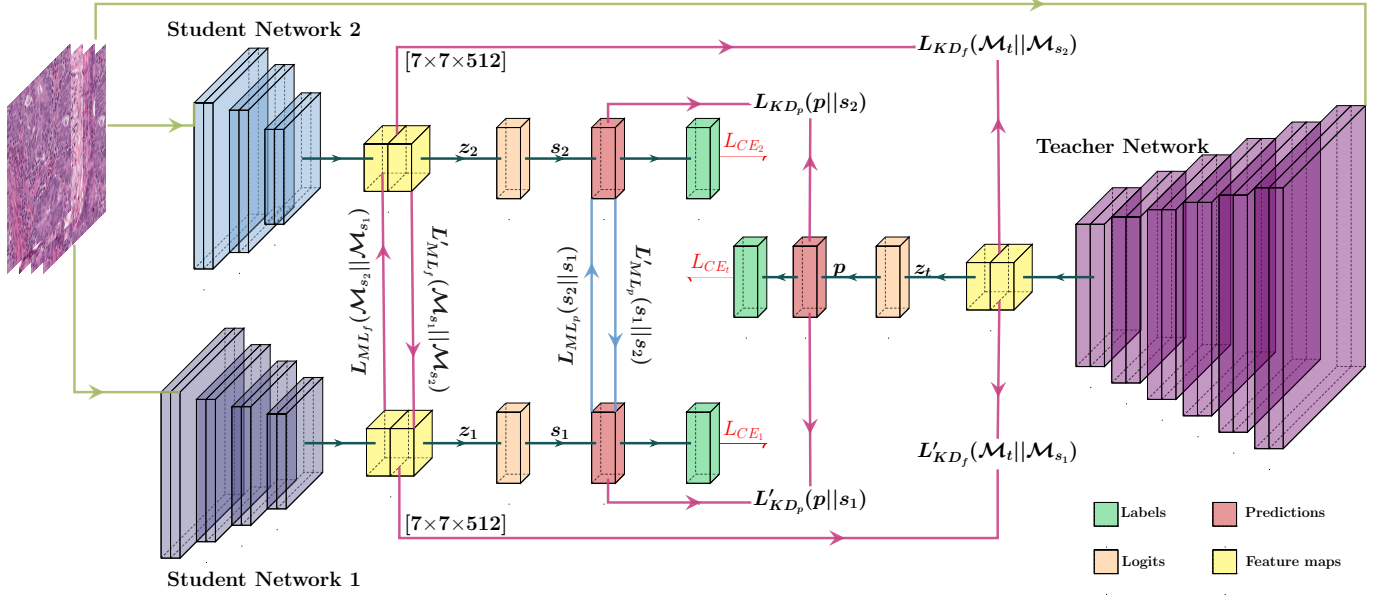 Student Network 2
[7×7×512]
L_{KD_f}(ℳ_t||ℳ_{s_2})
L_{KD_p}(p||s_2)
Teacher Network
z_2
s_2
L_{CE_2}
L_{ML_f}(ℳ_{s_2}||ℳ_{s_1})
L'_{ML_f}(ℳ_{s_1}||ℳ_{s_2})
L_{ML_p}(s_2||s_1)
L'_{ML_p}(s_1||s_2)
L_{CE_t}
p
z_t
z_1
s_1
L_{CE_1}
L'_{KD_f}(ℳ_t||ℳ_{s_1})
L'_{KD_p}(p||s_1)
[7×7×512]
Student Network 1
Labels
Predictions
Logits
Feature maps